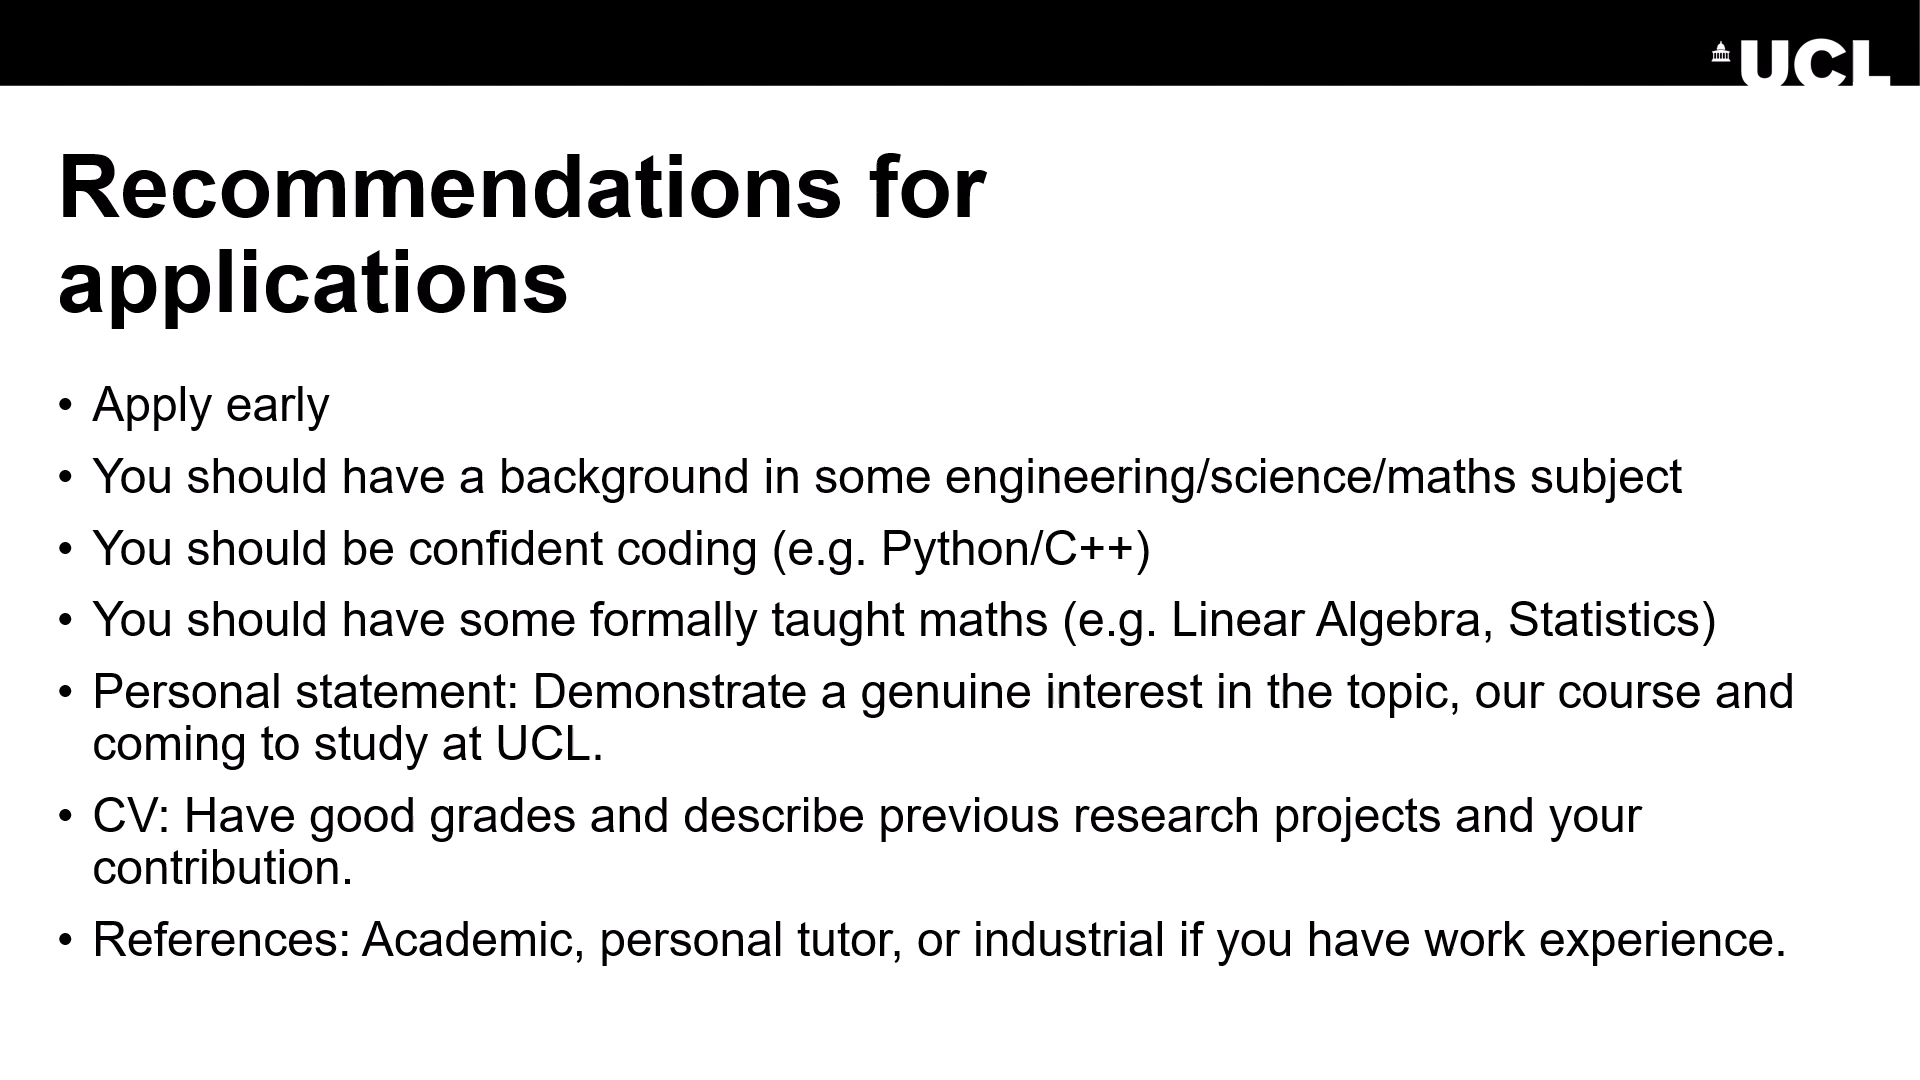 UCL
Recommendations for
applications
• Apply early
• You should have a background in some engineering/science/maths subject
• You should be confident coding (e.g. Python/C++)
• You should have some formally taught maths (e.g. Linear Algebra, Statistics)
• Personal statement: Demonstrate a genuine interest in the topic, our course and
coming to study at UCL.
• CV: Have good grades and describe previous research projects and your
contribution.
• References: Academic, personal tutor, or industrial if you have work experience.